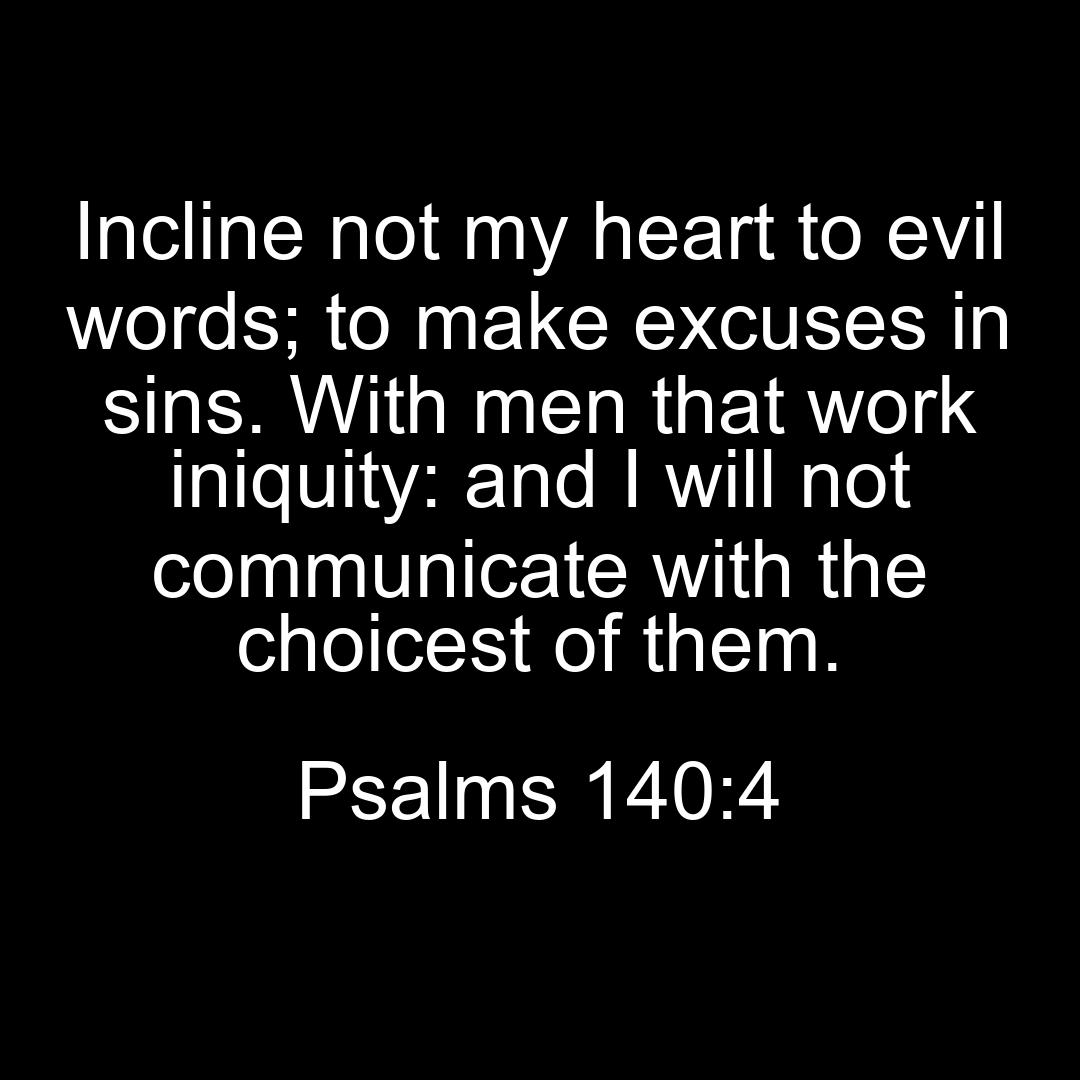 Incline not my heart to evil
words; to make excuses in
sins. With men that work
iniquity: and I will not
communicate with the
choicest of them.
Psalms 140:4